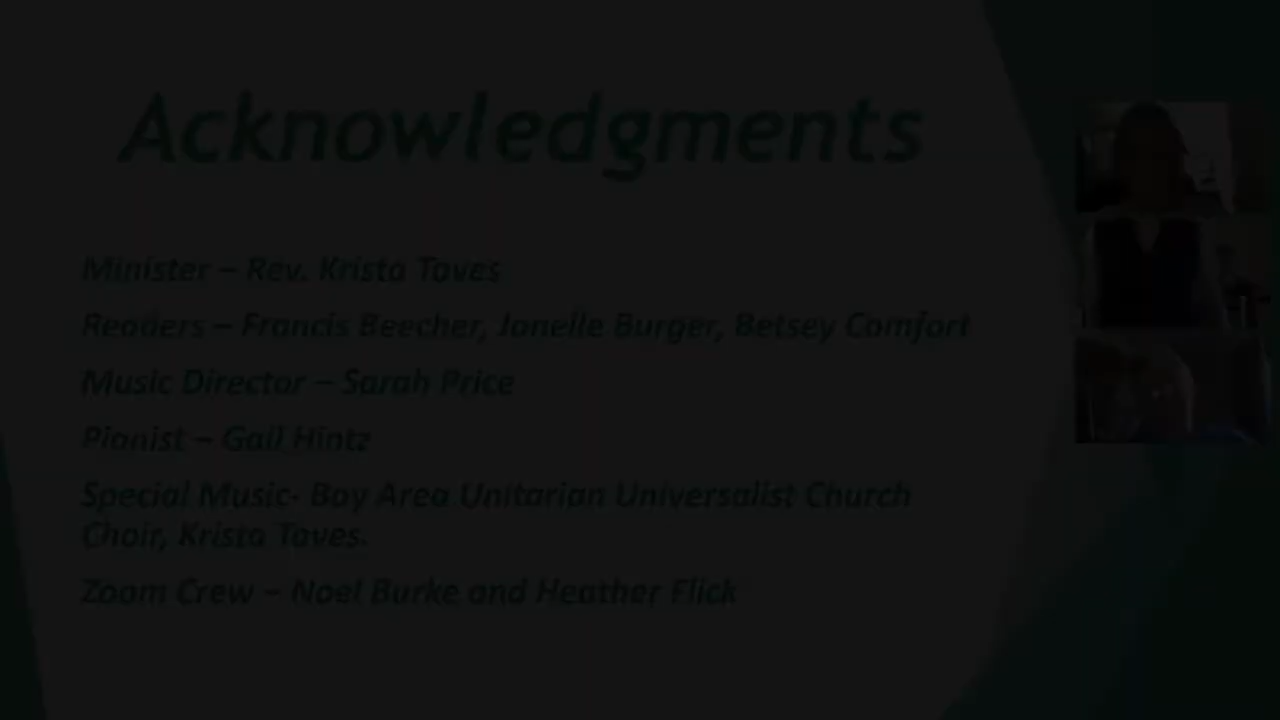 Acknowledgments
Minister – Rev. Krista Taves
Readers – Francis Beecher, Janelle Burger, Betsey Comfort
Music Director – Sarah Price
Pianist – Gail Hintz
Special Music- Bay Area Unitarian Universalist Church
Choir, Krista Taves.
Zoom Crew – Noel Burke and Heather Flick